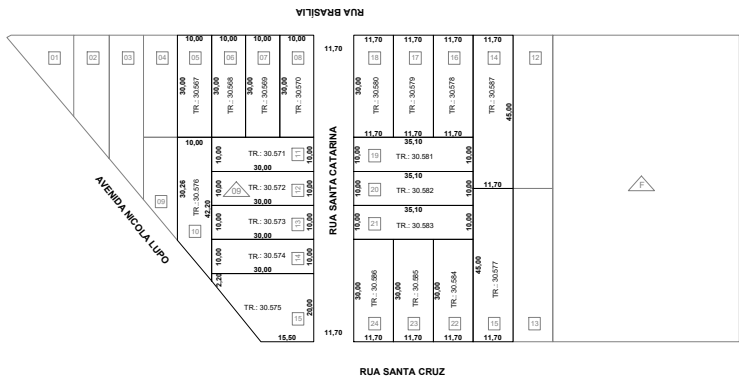 RUA BRASÍLIA
10,00 10,00 10,00 10,00 11,70 11,70 11,70 11,70 11,70
01 02 03 04 05 06 07 08 18 17 16 14 12
30,00 TR.: 30.567 30,00 TR.: 30.568 30,00 TR.: 30.569 30,00 TR.: 30.570
30,00 TR.: 30.580 TR.: 30.579 TR.: 30.578 TR.: 30.587 45,00
10,00 11,70 11,70 11,70
35,10
10,00 TR.: 30.571 11 10,00
30,00
10,00 19 TR.: 30.581 10,00
35,10
10,00 09 TR.: 30.572 12 10,00
30,00
10,00 20 TR.: 30.582 10,00
11,70
35,10
10,00 TR.: 30.573 13 10,00
30,00
10,00 21 TR.: 30.583 10,00
10,00 TR.: 30.574 14 10,00
30,00
09
30,26 TR.: 30.576 42,20
10
F
AVENIDA NICOLA LUPO
RUA SANTA CATARINA
2,20
TR.: 30.575 20,00
15
15,50
30,00 TR.: 30.586 30,00 TR.: 30.585 30,00 TR.: 30.584 45,00 TR.: 30.577
24 23 22 15 13
11,70 11,70 11,70 11,70 11,70
RUA SANTA CRUZ